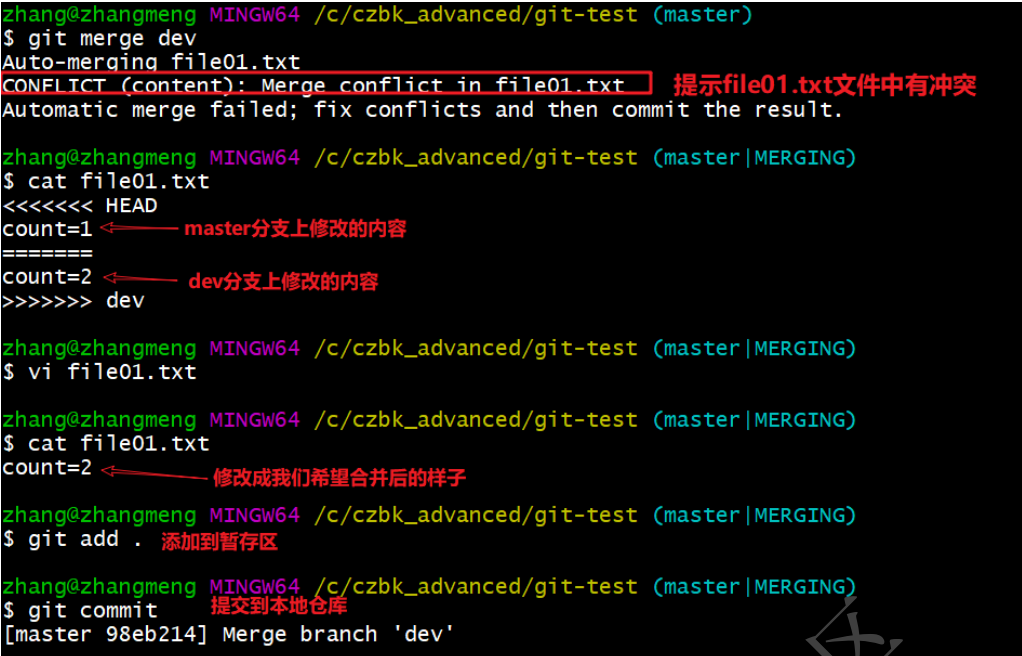 zhang@zhangmeng MINGW64 /c/czbk_advanced/git-test (master)
$ git merge dev
Auto-merging file01.txt
CONFLICT (content): Merge conflict in file01.txt 提示file01.txt文件中有冲突
Automatic merge failed; fix conflicts and then commit the result.
zhang@zhangmeng MINGW64 /c/czbk_advanced/git-test (master|MERGING)
$ cat file01.txt
<<<<<<< HEAD
count=1 master分支上修改的内容
=======
count=2 dev分支上修改的内容
>>>>>>> dev
zhang@zhangmeng MINGW64 /c/czbk_advanced/git-test (master|MERGING)
$ vi file01.txt
zhang@zhangmeng MINGW64 /c/czbk_advanced/git-test (master|MERGING)
$ cat file01.txt
count=2 修改成我们希望合并后的样子
zhang@zhangmeng MINGW64 /c/czbk_advanced/git-test (master|MERGING)
$ git add . 添加到暂存区
zhang@zhangmeng MINGW64 /c/czbk_advanced/git-test (master|MERGING)
$ git commit 提交到本地仓库
[master 98eb214] Merge branch 'dev'